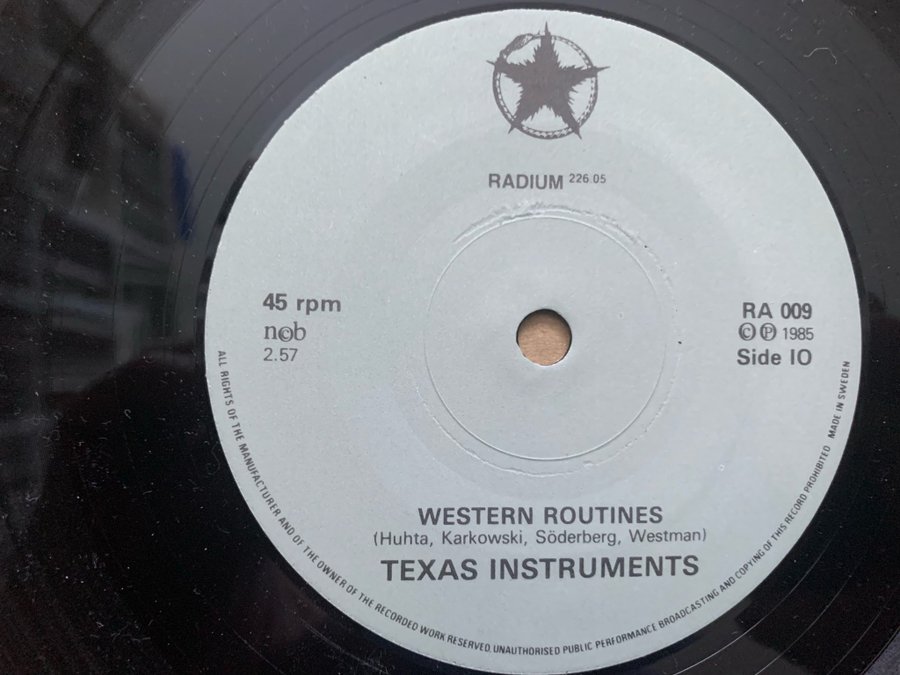 RADIUM 226.05
45 rpm
ncb
2.57
RA 009
©℗ 1985
Side IO
WESTERN ROUTINES
(Huhta, Karkowski, Söderberg, Westman)
TEXAS INSTRUMENTS
ALL RIGHTS OF THE MANUFACTURER AND OF THE OWNER OF THE RECORDED WORK RESERVED. UNAUTHORISED PUBLIC PERFORMANCE BROADCASTING AND COPYING OF THIS RECORD PROHIBITED MADE IN SWEDEN